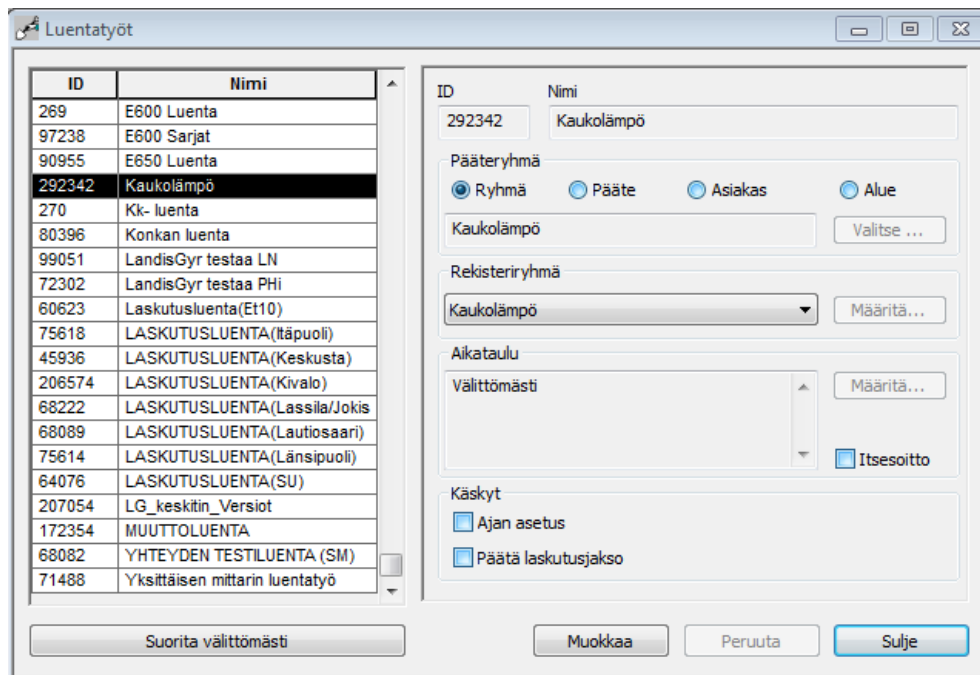 Luentatyöt
ID Nimi
269 E600 Luenta
97238 E600 Sarjat
90955 E650 Luenta
292342 Kaukolämpö
270 Kk- luenta
80396 Konkan luenta
99051 LandisGyr testaa LN
72302 LandisGyr testaa PHi
60623 Laskutusluenta(Et10)
75618 LASKUTUSLUENTA(Itäpuoli)
45936 LASKUTUSLUENTA(Keskusta)
206574 LASKUTUSLUENTA(Kivalo)
68222 LASKUTUSLUENTA(Lassila/Jokis
68089 LASKUTUSLUENTA(Lautiosaari)
75614 LASKUTUSLUENTA(Länsipuoli)
64076 LASKUTUSLUENTA(SU)
207054 LG_keskitin_Versiot
172354 MUUTTOLUENTA
68082 YHTEYDEN TESTILUENTA (SM)
71488 Yksittäisen mittarin luentatyö
Suorita välittömästi
ID Nimi
292342 Kaukolämpö
Pääteryhmä
Ryhmä Pääte Asiakas Alue
Kaukolämpö Valitse ...
Rekisteriryhmä
Kaukolämpö Määritä...
Aikataulu
Välittömästi Määritä...
Itsesoitto
Käskyt
Ajan asetus
Päätä laskutusjakso
Muokkaa Peruuta Sulje